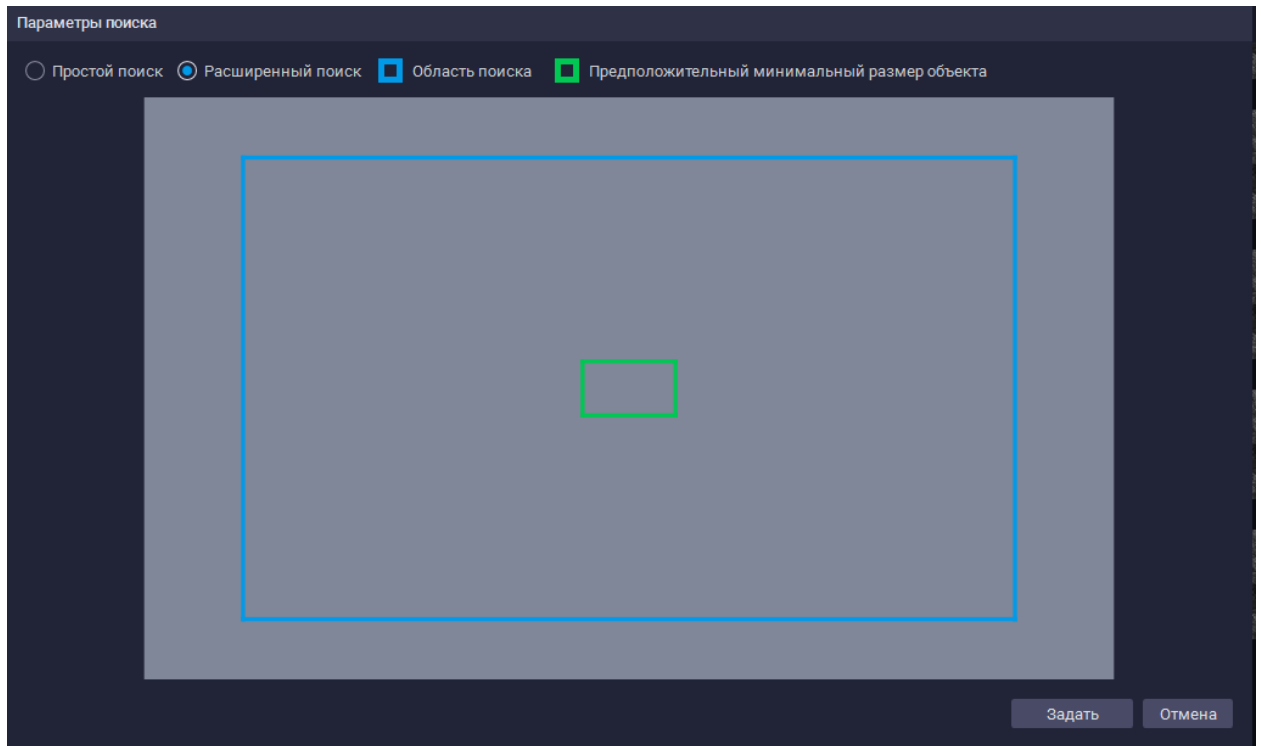 Параметры поиска
Простой поиск Расширенный поиск Область поиска Предположительный минимальный размер объекта
Задать Отмена